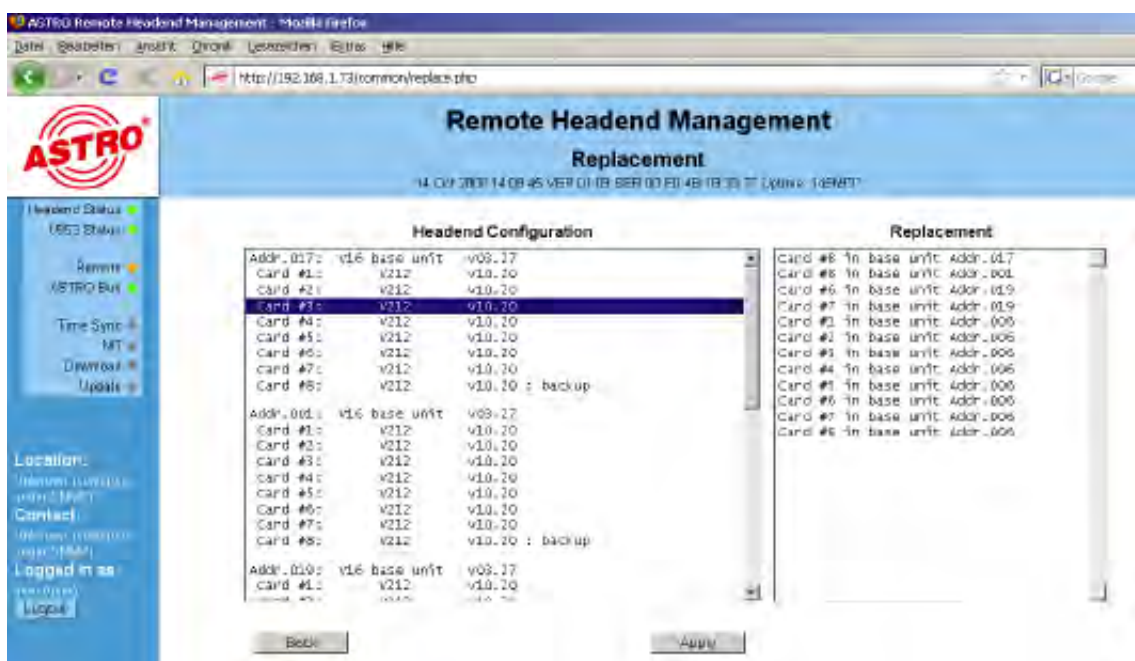 ASTRO Remote Headend Management - Mozilla Firefox
Datei Bearbeiten Ansicht Chronik Lesezeichen Extras Hilfe
http://192.168.1.73/common/replace.php
ASTRO
Remote Headend Management
Replacement
Headend Status
Remote
ASTRO Bus
Time Sync
NIT
Download
Update
Location:
Contact:
Logged in as
Logout
Headend Configuration
Addr.017: v16 base unit v03.27
Card #1: V212 v10.20
Card #2: V212 v10.20
Card #3: V212 v10.20
Card #4: V212 v10.20
Card #5: V212 v10.20
Card #6: V212 v10.20
Card #7: V212 v10.20
Card #8: V212 v10.20 : backup
Addr.001: v16 base unit v03.27
Card #1: V212 v10.20
Card #2: V212 v10.20
Card #3: V212 v10.20
Card #4: V212 v10.20
Card #5: V212 v10.20
Card #6: V212 v10.20
Card #7: V212 v10.20
Card #8: V212 v10.20 : backup
Addr.019: v16 base unit v03.27
Card #1: V212 v10.20
Replacement
Card #8 in base unit Addr.017
Card #8 in base unit Addr.001
Card #6 in base unit Addr.019
Card #7 in base unit Addr.019
Card #1 in base unit Addr.006
Card #2 in base unit Addr.006
Card #3 in base unit Addr.006
Card #4 in base unit Addr.006
Card #5 in base unit Addr.006
Card #6 in base unit Addr.006
Card #7 in base unit Addr.006
Card #8 in base unit Addr.006
Back
Apply